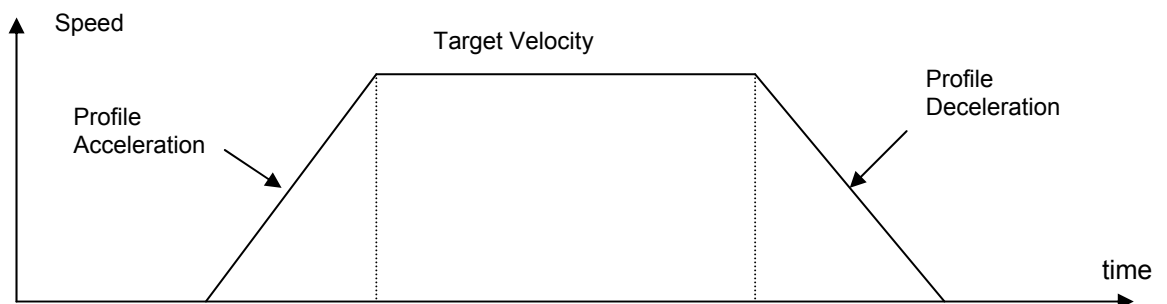 Speed
Target Velocity
Profile
Acceleration
Profile
Deceleration
time